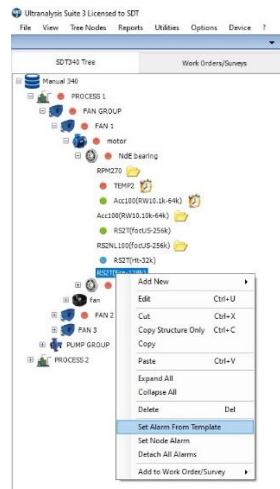 Ultranalysis Suite 3 Licensed to SDT
File View Tree Nodes Reports Utilities Options Device ?
SDT340 Tree Work Orders/Surveys
Manual 340
PROCESS 1
FAN GROUP
FAN 1
motor
NdE bearing
RPM270
TEMP2
Acc100(RW10.1k-64k)
Acc100(RW10.10k-64k)
RS2T(focUS-256k)
RS2NL100(focUS-256k)
RS2T(Ht-32k)
Add New
Edit Ctrl+U
fan
Cut Ctrl+X
FAN 2
Copy Structure Only Ctrl+C
FAN 3
Copy
PUMP GROUP
Paste Ctrl+V
PROCESS 2
Expand All
Collapse All
Delete Del
Set Alarm From Template
Set Node Alarm
Detach All Alarms
Add to Work Order/Survey